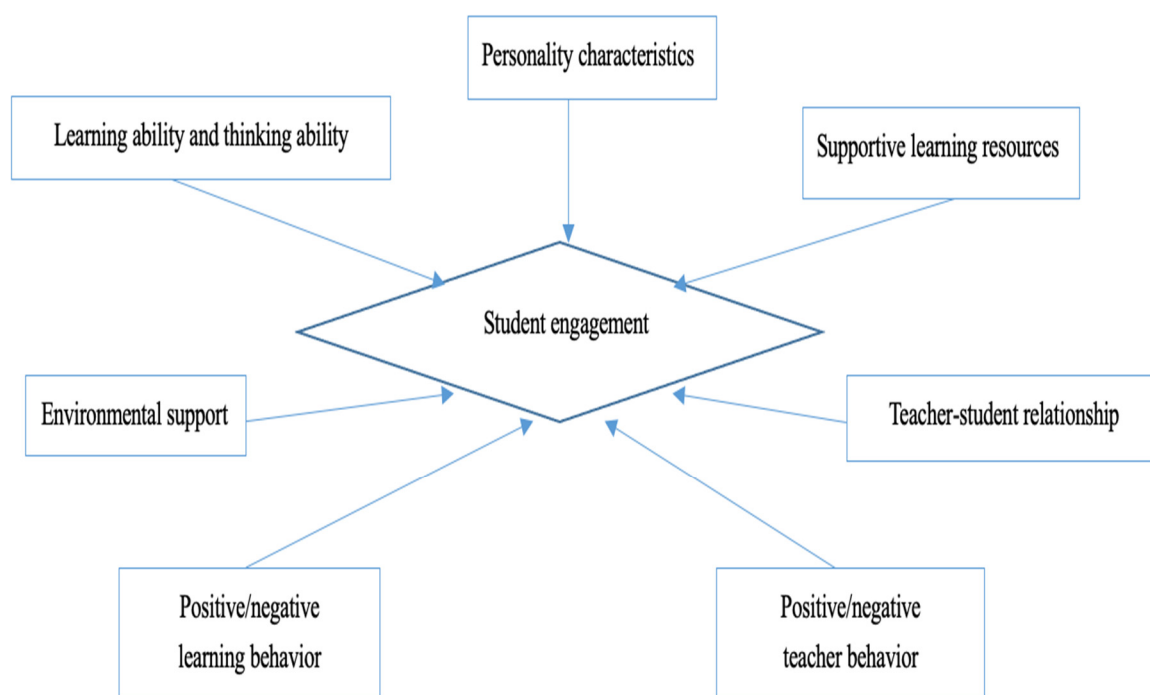 Personality characteristics
Learning ability and thinking ability
Supportive learning resources
Student engagement
Environmental support
Teacher-student relationship
Positive/negative
learning behavior
Positive/negative
teacher behavior